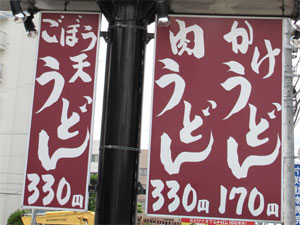 ごぼう天
うどん
330円
かけ
うどん
170円
肉
うどん
330円